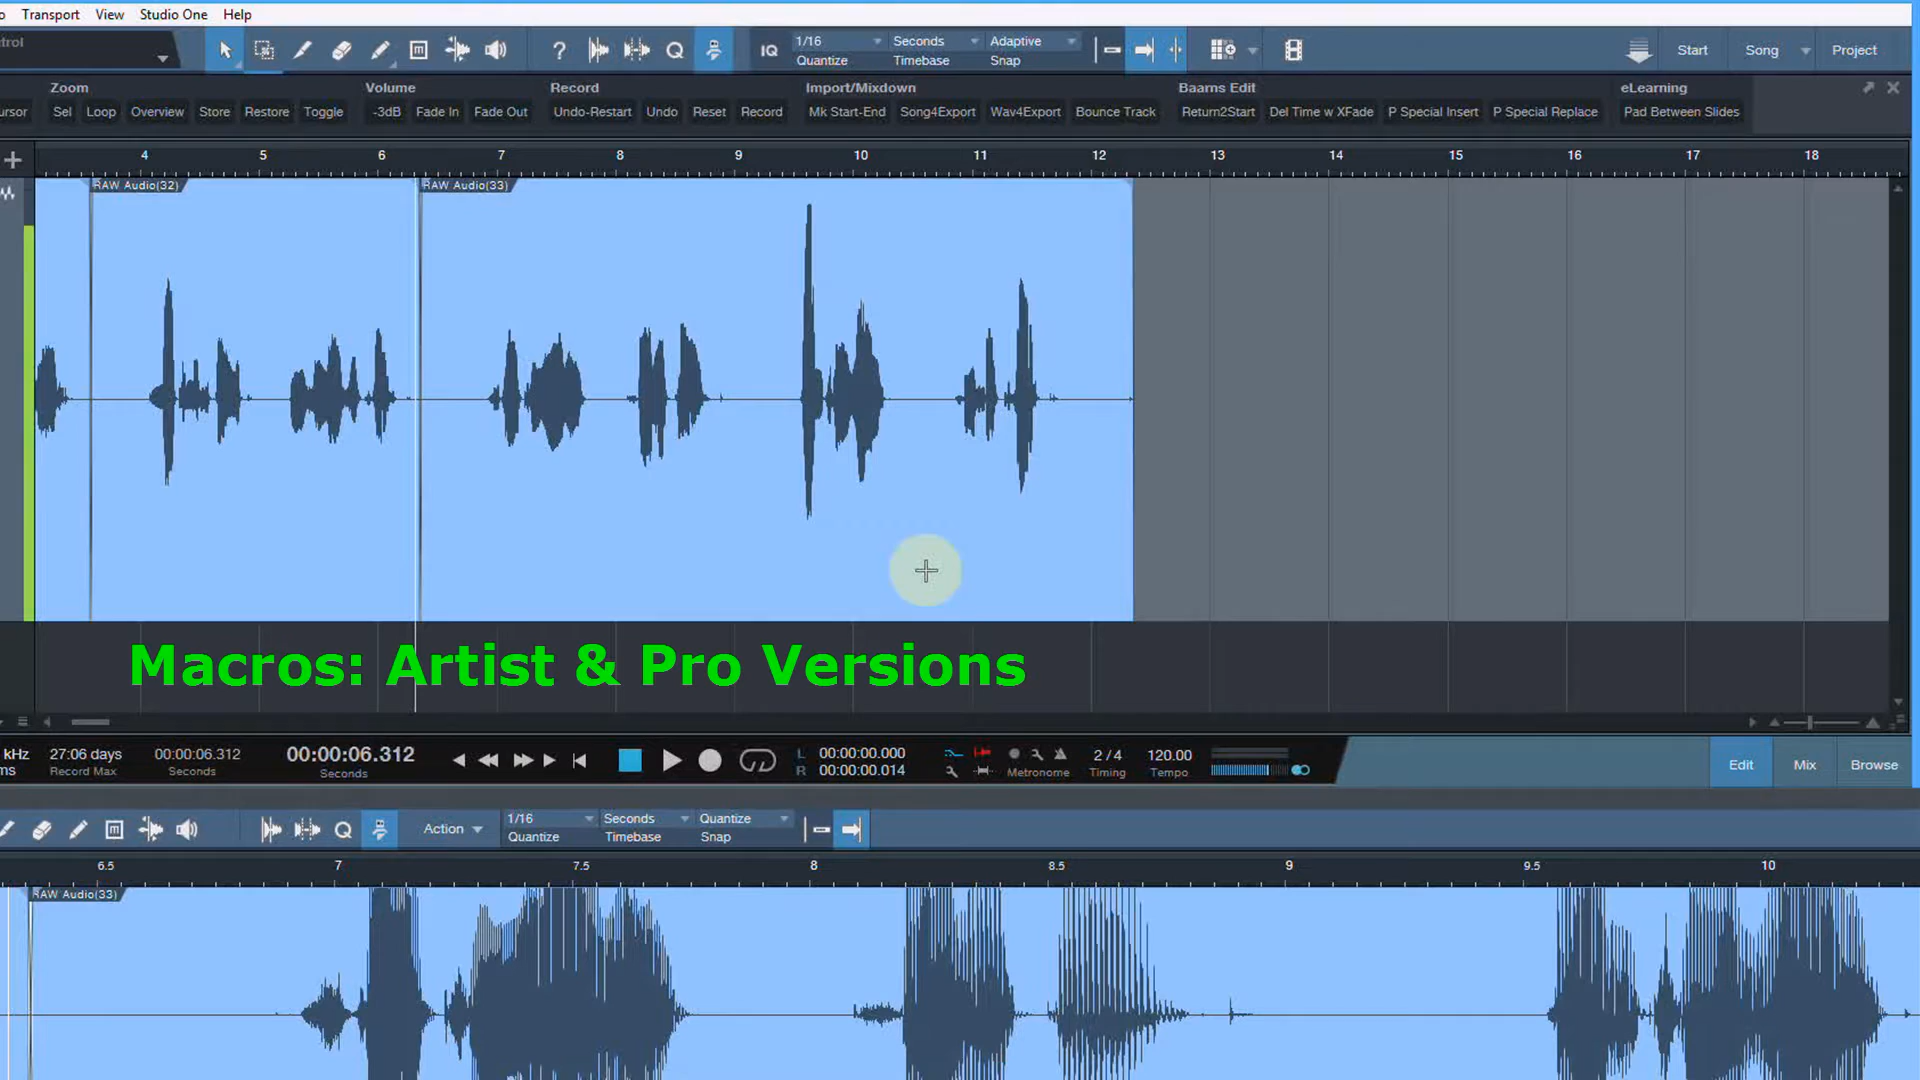 Transport View Studio One Help
trol
1/16 Seconds Adaptive
IQ
Quantize Timebase Snap
Start Song Project
Zoom Volume Record Import/Mixdown Baarns Edit eLearning
ursor Sel Loop Overview Store Restore Toggle -3dB Fade In Fade Out Undo-Restart Undo Reset Record Mk Start-End Song4Export Wav4Export Bounce Track Return2Start Del Time w XFade P Special Insert P Special Replace Pad Between Slides
4 5 6 7 8 9 10 11 12 13 14 15 16 17 18
RAW Audio(32) RAW Audio(33)
Macros: Artist & Pro Versions
kHz 27:06 days 00:00:06.312 00:00:06.312 L 00:00:00.000 2/4 120.00
ms Record Max Seconds Seconds R 00:00:00.014 Metronome Timing Tempo
Edit Mix Browse
Action 1/16 Seconds Quantize
Quantize Timebase Snap
6.5 7 7.5 8 8.5 9 9.5 10
RAW Audio(33)